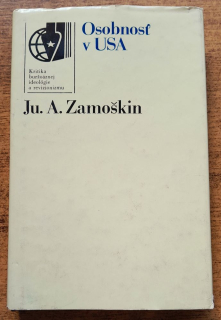 Osobnosť
v USA
Kritika
buržoáznej
ideológie
a revizionizmu
Ju. A. Zamoškin